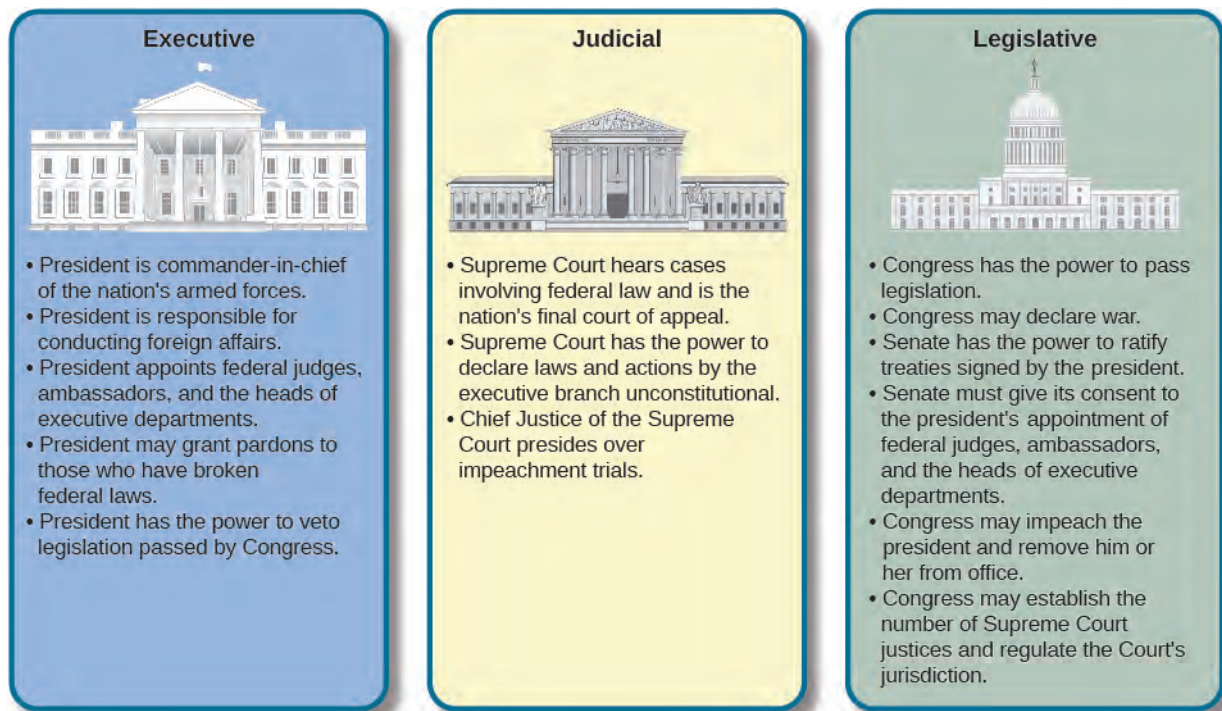 Executive
• President is commander-in-chief
of the nation's armed forces.
• President is responsible for
conducting foreign affairs.
• President appoints federal judges,
ambassadors, and the heads of
executive departments.
• President may grant pardons to
those who have broken
federal laws.
• President has the power to veto
legislation passed by Congress.
Judicial
• Supreme Court hears cases
involving federal law and is the
nation's final court of appeal.
• Supreme Court has the power to
declare laws and actions by the
executive branch unconstitutional.
• Chief Justice of the Supreme
Court presides over
impeachment trials.
Legislative
• Congress has the power to pass
legislation.
• Congress may declare war.
• Senate has the power to ratify
treaties signed by the president.
• Senate must give its consent to
the president's appointment of
federal judges, ambassadors,
and the heads of executive
departments.
• Congress may impeach the
president and remove him or
her from office.
• Congress may establish the
number of Supreme Court
justices and regulate the Court's
jurisdiction.